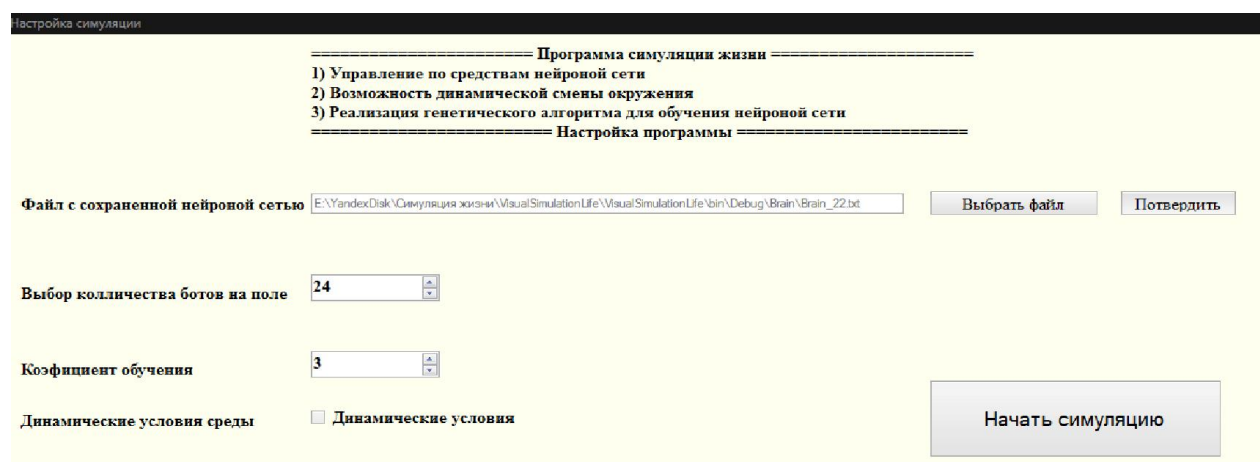 Настройка симуляции
======================= Программа симуляции жизни =====================
1) Управление по средствам нейроной сети
2) Возможность динамической смены окружения
3) Реализация генетического алгоритма для обучения нейроной сети
========================= Настройка программы ========================
Файл с сохраненной нейроной сетью E:\YandexDisk\Симуляция жизни\VisualSimulationLife\VisualSimulationLife\bin\Debug\Brain\Brain_22.txt Выбрать файл Потвердить
Выбор колличества ботов на поле 24
Коэфициент обучения 3
Динамические условия среды Динамические условия
Начать симуляцию